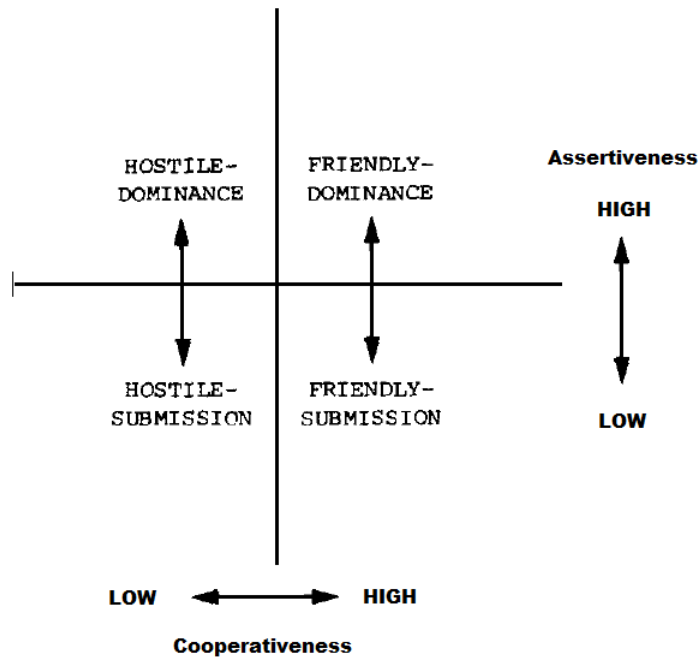 HOSTILE-
DOMINANCE
FRIENDLY-
DOMINANCE
Assertiveness
HIGH
HOSTILE-
SUBMISSION
FRIENDLY-
SUBMISSION
LOW
LOW
HIGH
Cooperativeness